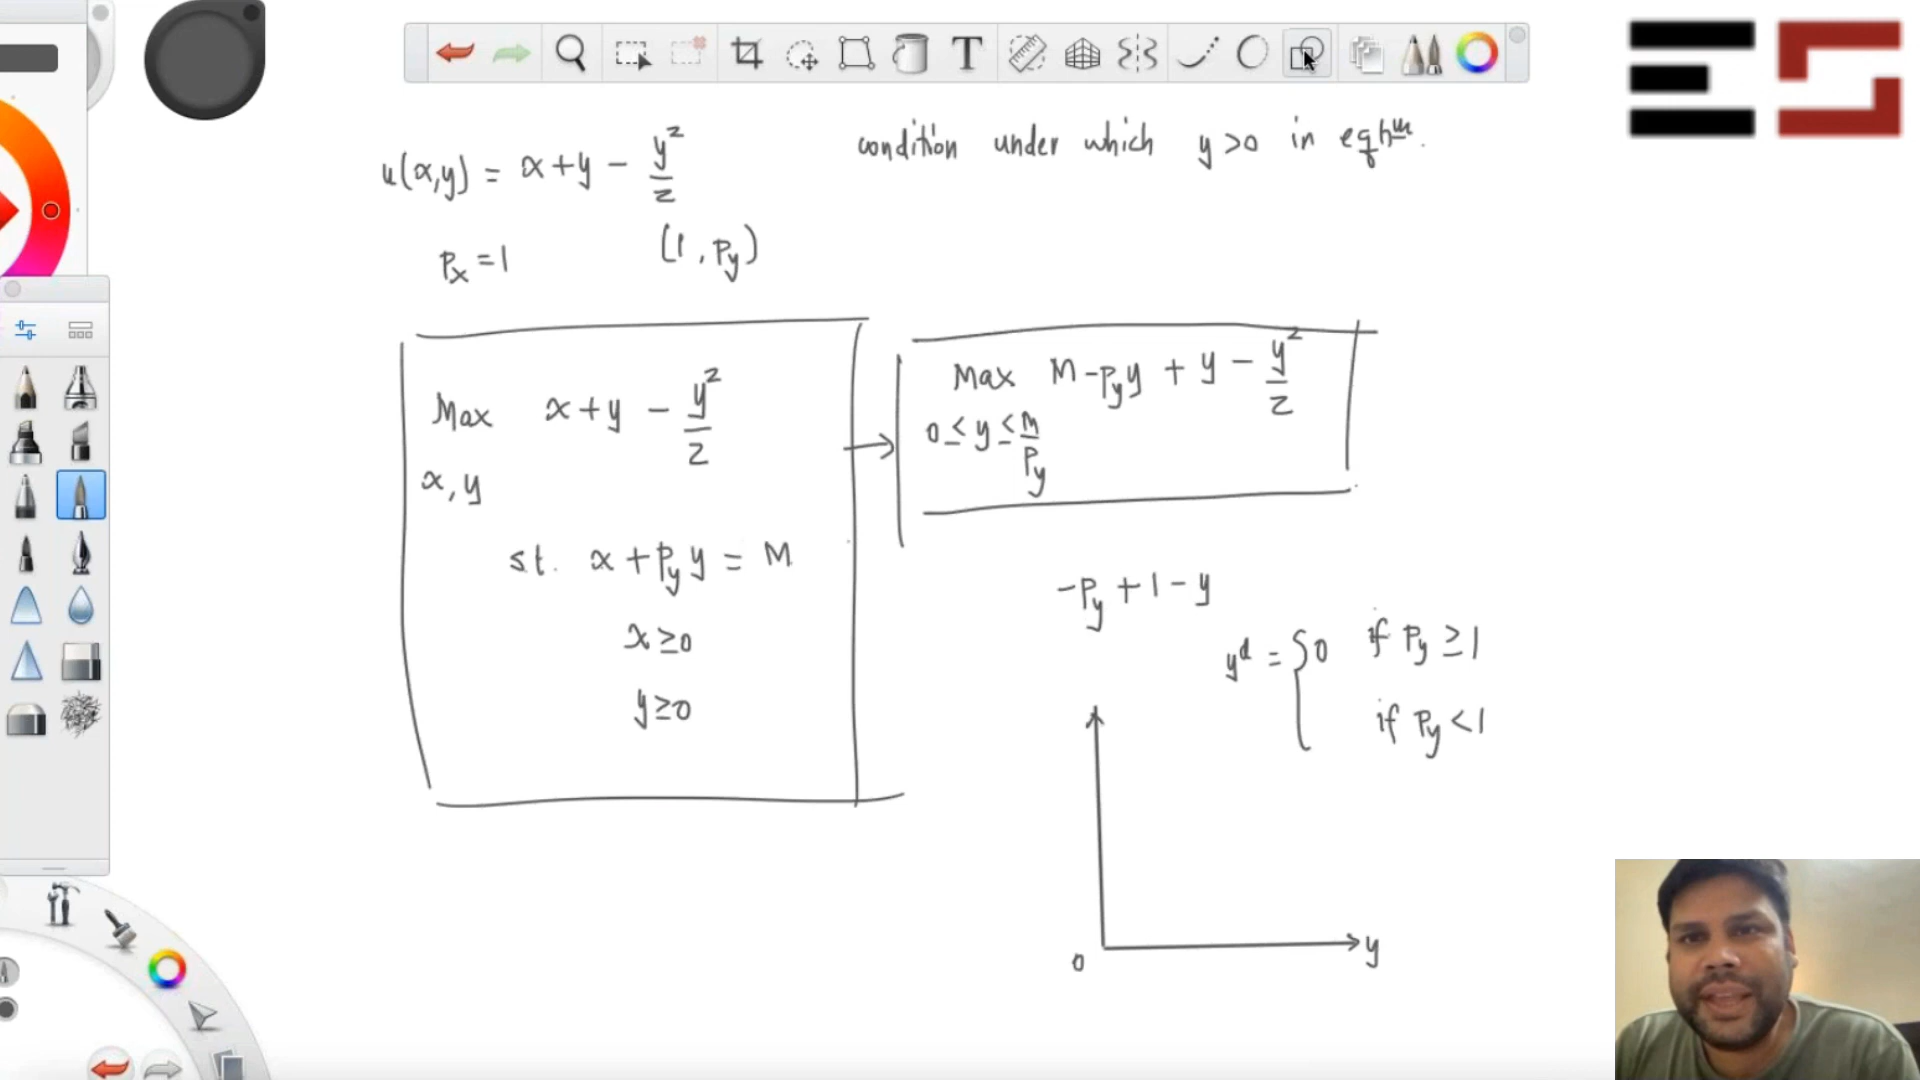 condition under which y>0 in eqbᵐ.
u(x,y) = x+y − y²/2
Pₓ = 1 (1, Py)
Max x+y − y²/2
x,y
s.t. x + Py y = M
x ≥ 0
y ≥ 0
Max M − Py y + y − y²/2
0 ≤ y ≤ M/Py
−Py + 1 − y
yᵈ = { 0 if Py ≥ 1
if Py < 1
0 y
T
ES